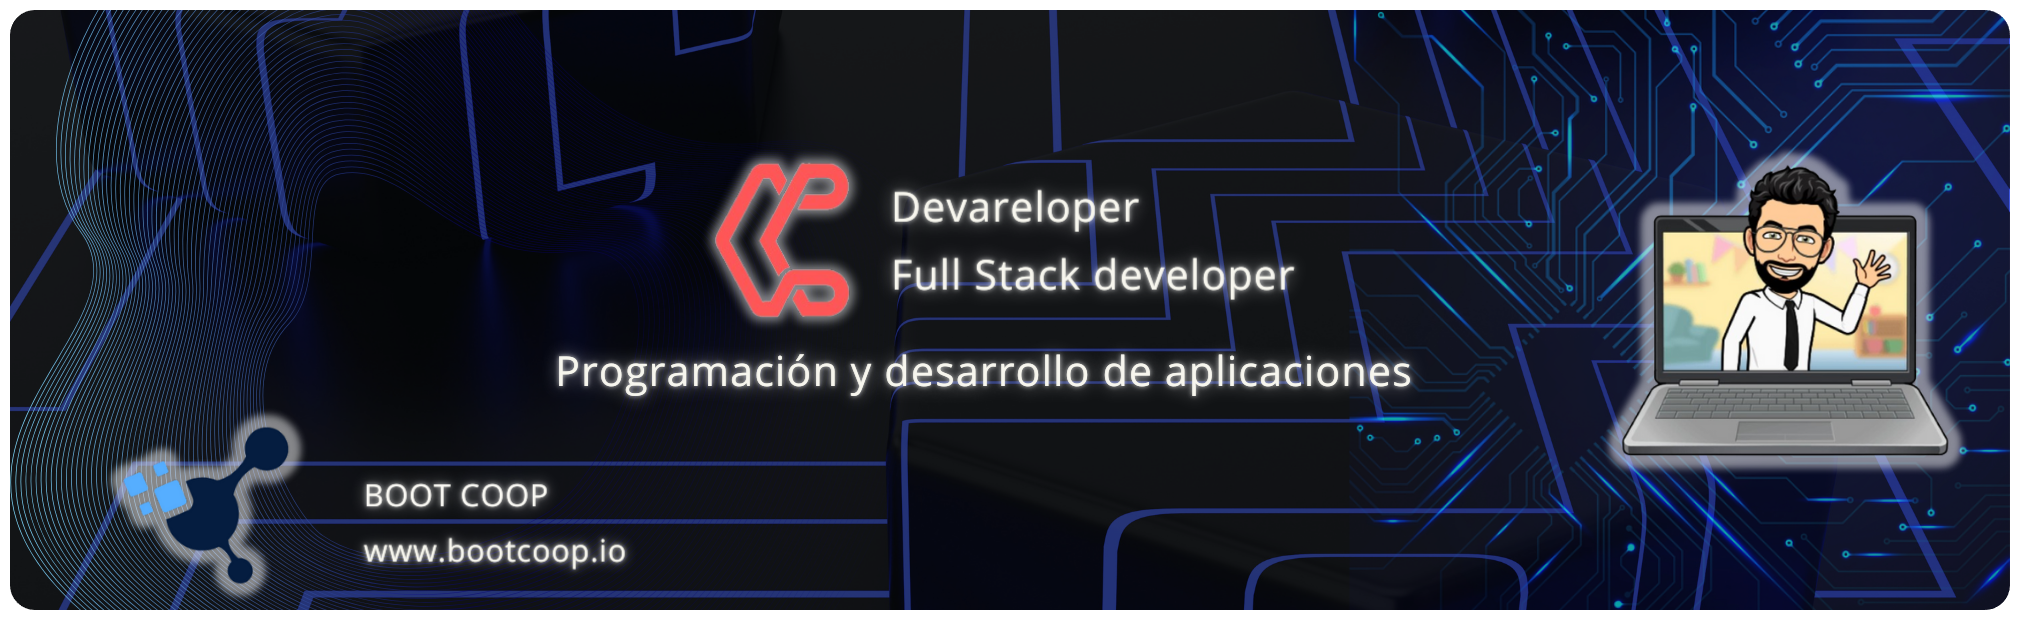 Devareloper
Full Stack developer
Programación y desarrollo de aplicaciones
BOOT COOP
www.bootcoop.io